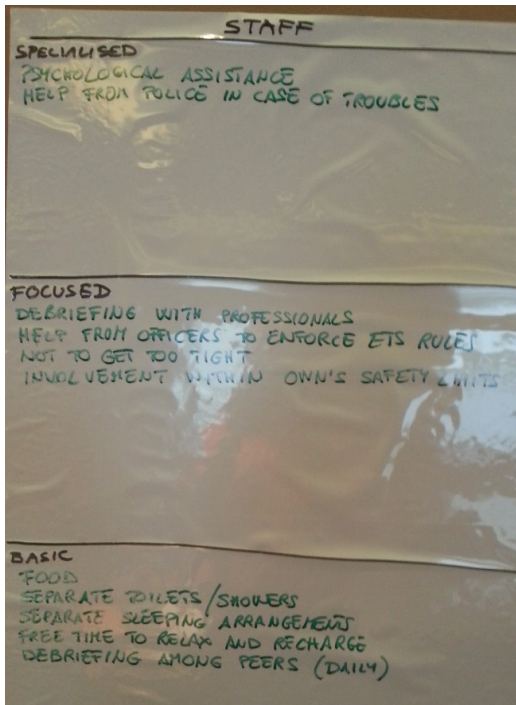 STAFF
SPECIALISED
PSYCHOLOGICAL ASSISTANCE
HELP FROM POLICE IN CASE OF TROUBLES
FOCUSED
DEBRIEFING WITH PROFESSIONALS
HELP FROM OFFICERS TO ENFORCE ETS RULES
NOT TO GET TOO TIGHT
INVOLVEMENT WITHIN OWN'S SAFETY LIMITS
BASIC
FOOD
SEPARATE TOILETS/SHOWERS
SEPARATE SLEEPING ARRANGEMENTS
FREE TIME TO RELAX AND RECHARGE
DEBRIEFING AMONG PEERS (DAILY)